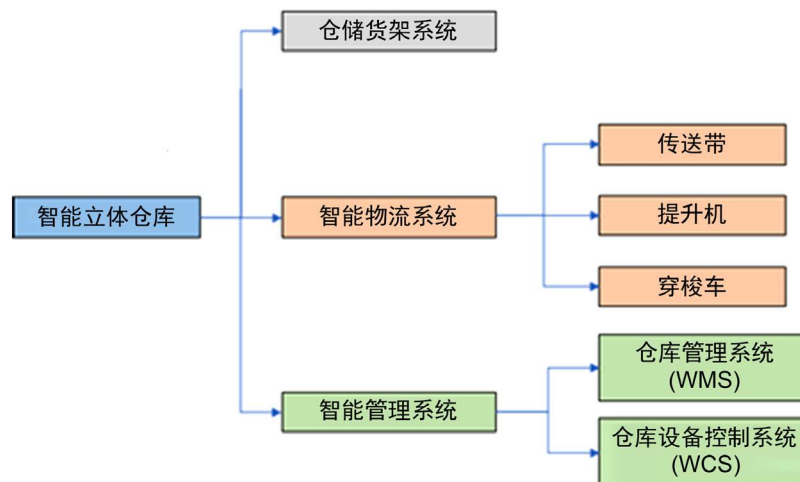 仓储货架系统
传送带
智能立体仓库
智能物流系统
提升机
穿梭车
仓库管理系统
(WMS)
智能管理系统
仓库设备控制系统
(WCS)